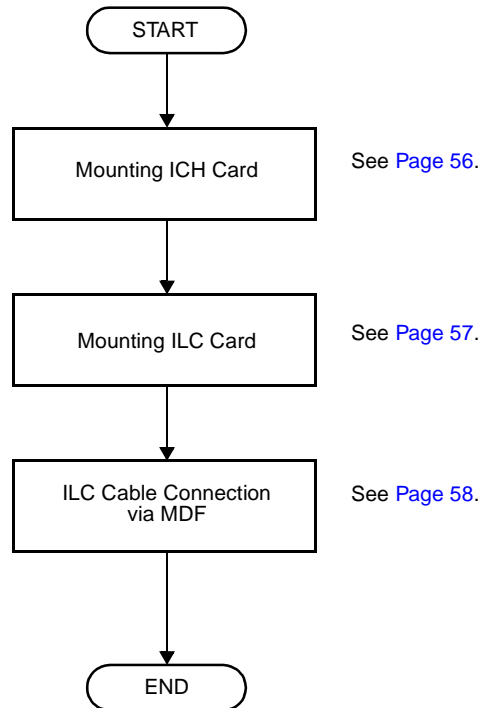 START
Mounting ICH Card
See Page 56.
Mounting ILC Card
See Page 57.
ILC Cable Connection
via MDF
See Page 58.
END